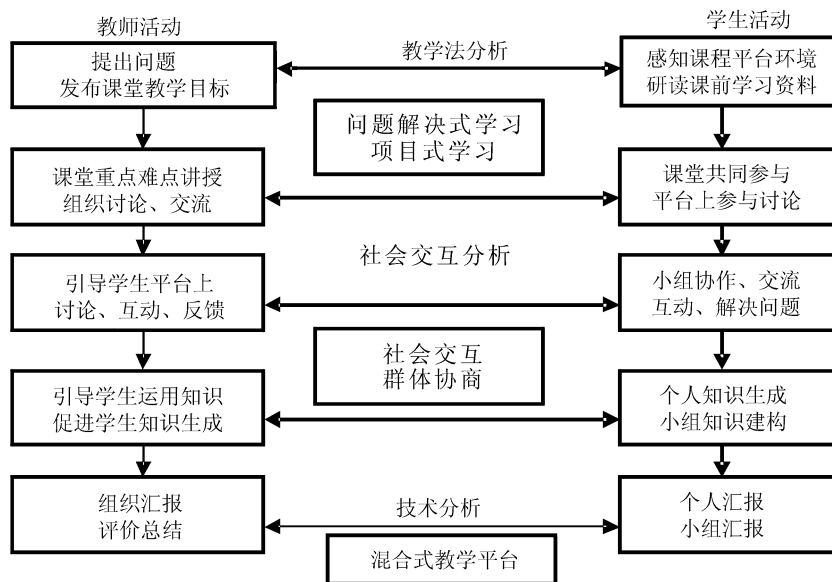 教师活动
学生活动
提出问题
发布课堂教学目标
教学法分析
感知课程平台环境
研读课前学习资料
问题解决式学习
项目式学习
课堂重点难点讲授
组织讨论、交流
课堂共同参与
平台上参与讨论
社会交互分析
引导学生平台上
讨论、互动、反馈
小组协作、交流
互动、解决问题
社会交互
群体协商
引导学生运用知识
促进学生知识生成
个人知识生成
小组知识建构
组织汇报
评价总结
技术分析
个人汇报
小组汇报
混合式教学平台